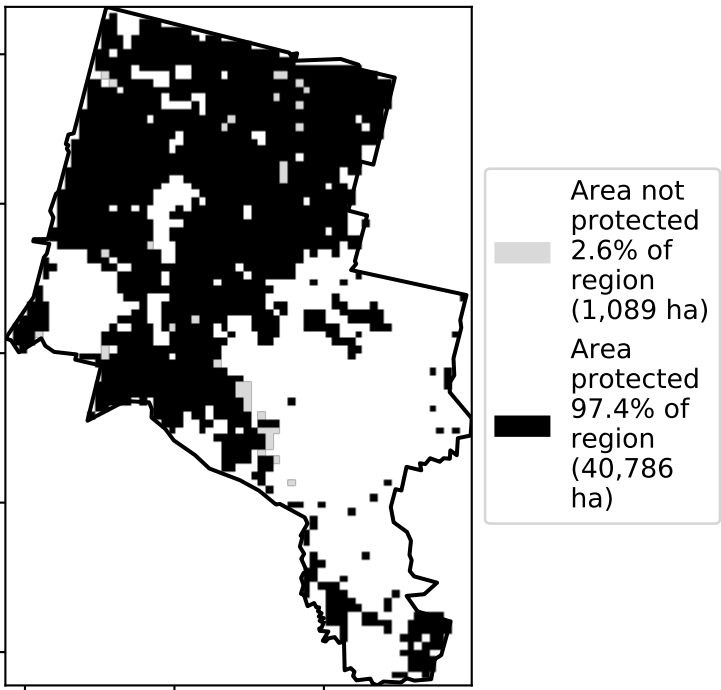 Area not
protected
2.6% of
region
(1,089 ha)
Area
protected
97.4% of
region
(40,786
ha)